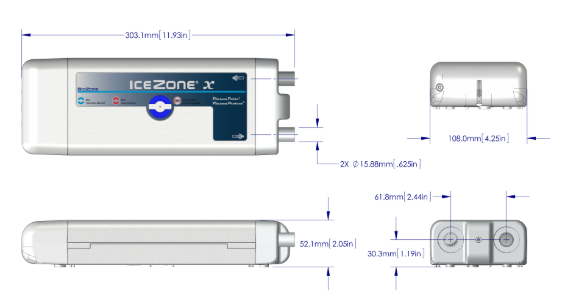 303.1mm[11.93in]
BioZone
ICEZONE® X
108.0mm[4.25in]
2X Ø15.88mm[.625in]
61.8mm[2.44in]
52.1mm[2.05in]
30.3mm[1.19in]